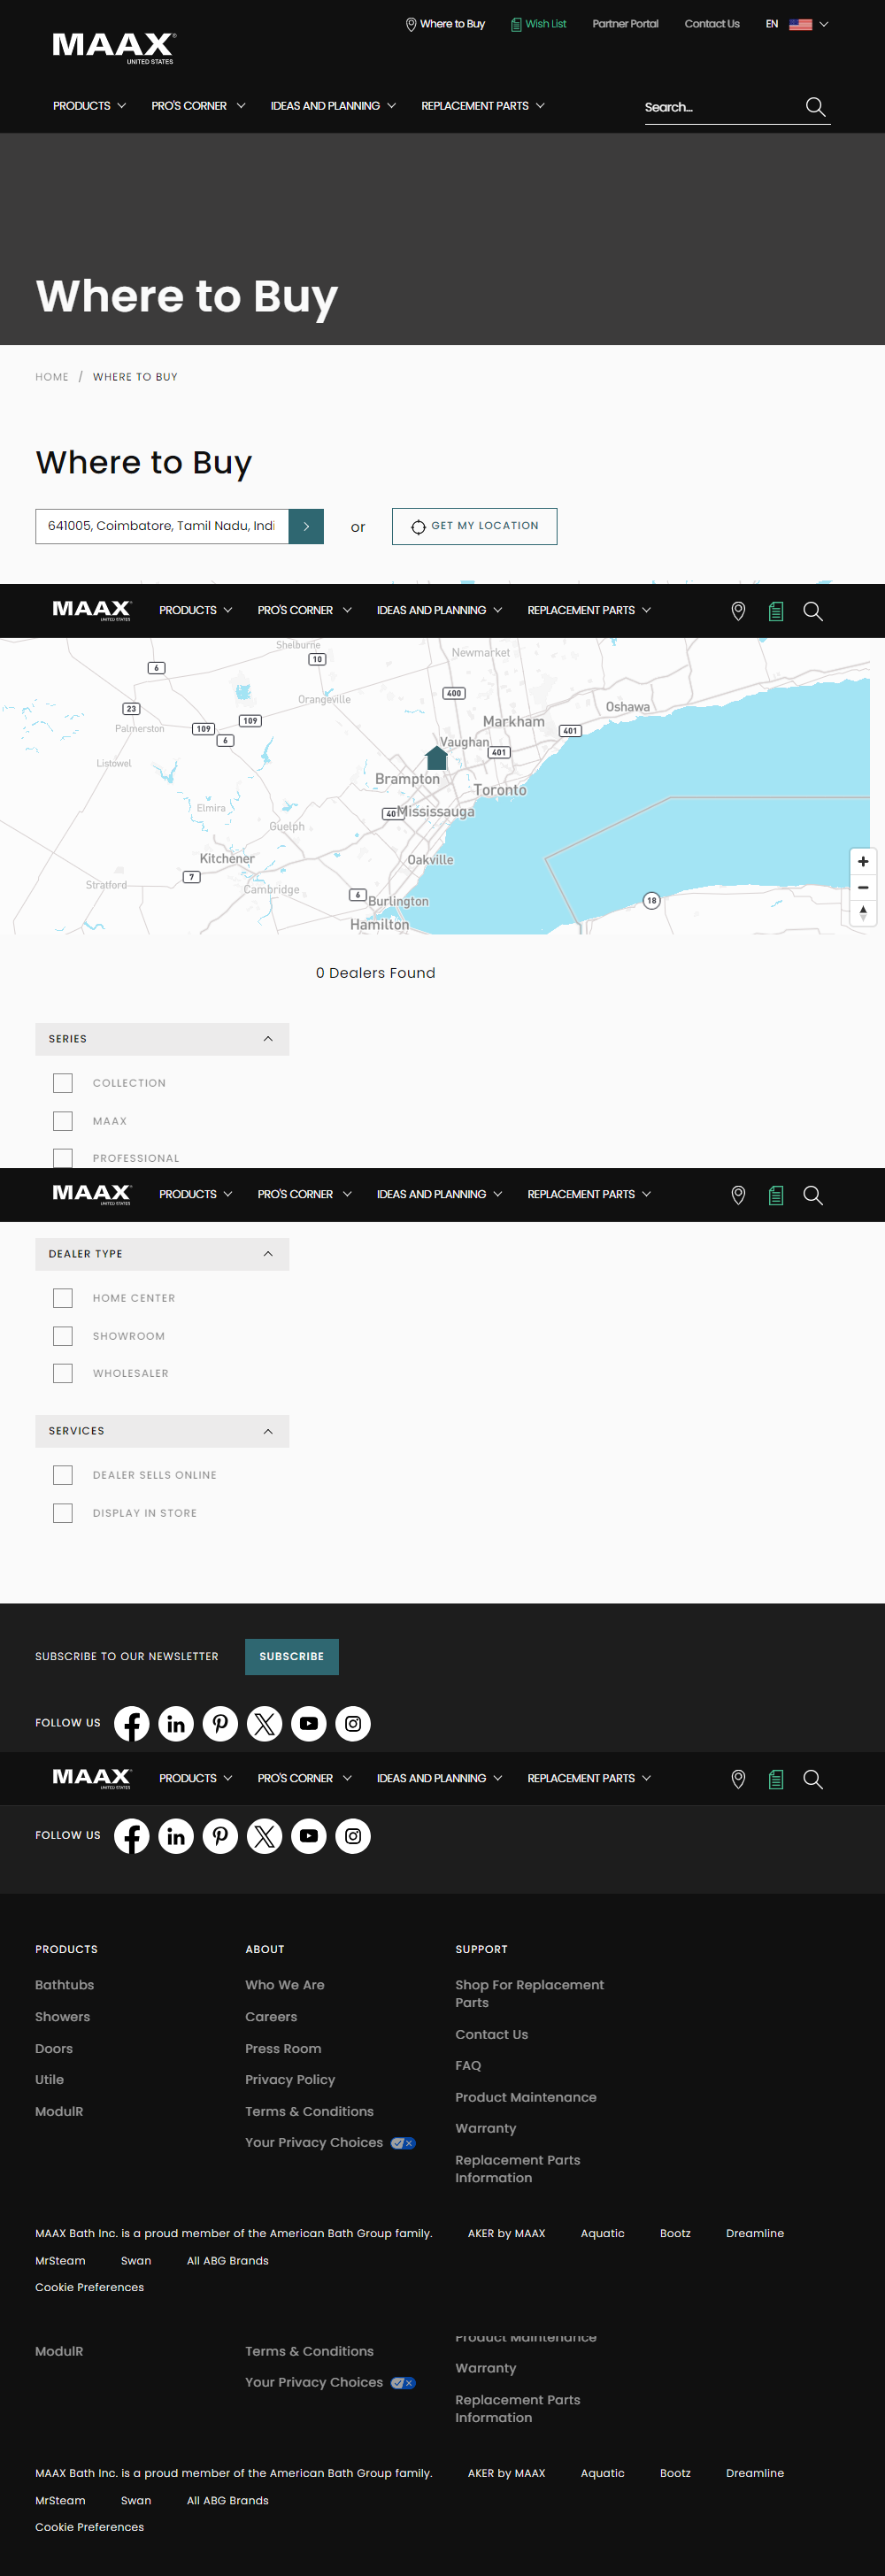 Where to Buy
Wish List
Partner Portal
Contact Us
EN
MAAX
UNITED STATES
PRODUCTS
PRO'S CORNER
IDEAS AND PLANNING
REPLACEMENT PARTS
Search...
Where to Buy
HOME / WHERE TO BUY
Where to Buy
641005, Coimbatore, Tamil Nadu, Indi
or
GET MY LOCATION
MAAX
UNITED STATES
PRODUCTS
PRO'S CORNER
IDEAS AND PLANNING
REPLACEMENT PARTS
Shelburne
Newmarket
10
6
400
Orangeville
23
Oshawa
109
Markham
109
Palmerston
401
6
Vaughan
401
Listowel
Brampton
Toronto
Elmira
40
Mississauga
Guelph
Kitchener
Oakville
7
Stratford
Cambridge
6
Burlington
18
Hamilton
0 Dealers Found
SERIES
COLLECTION
MAAX
PROFESSIONAL
MAAX
UNITED STATES
PRODUCTS
PRO'S CORNER
IDEAS AND PLANNING
REPLACEMENT PARTS
DEALER TYPE
HOME CENTER
SHOWROOM
WHOLESALER
SERVICES
DEALER SELLS ONLINE
DISPLAY IN STORE
SUBSCRIBE TO OUR NEWSLETTER
SUBSCRIBE
FOLLOW US
MAAX
UNITED STATES
PRODUCTS
PRO'S CORNER
IDEAS AND PLANNING
REPLACEMENT PARTS
FOLLOW US
PRODUCTS
Bathtubs
Showers
Doors
Utile
ModulR
ABOUT
Who We Are
Careers
Press Room
Privacy Policy
Terms & Conditions
Your Privacy Choices
SUPPORT
Shop For Replacement
Parts
Contact Us
FAQ
Product Maintenance
Warranty
Replacement Parts
Information
MAAX Bath Inc. is a proud member of the American Bath Group family.
AKER by MAAX
Aquatic
Bootz
Dreamline
MrSteam
Swan
All ABG Brands
Cookie Preferences
ModulR
Terms & Conditions
Your Privacy Choices
Product Maintenance
Warranty
Replacement Parts
Information
MAAX Bath Inc. is a proud member of the American Bath Group family.
AKER by MAAX
Aquatic
Bootz
Dreamline
MrSteam
Swan
All ABG Brands
Cookie Preferences